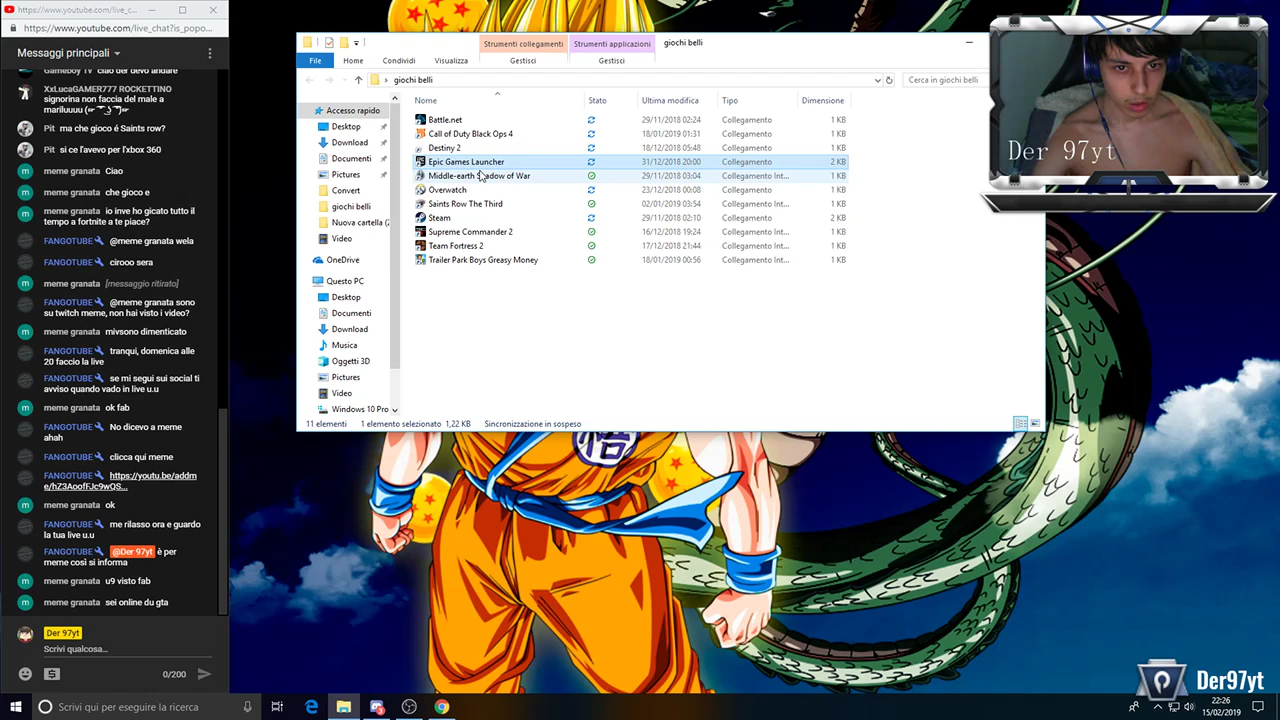 https://www.youtube.com/live_c...
https://www.youtube.com/live_chat?is_popo...
Messaggi principali
GameBoy TV ciao der devo andare
XxLucaGAMER777 ROCKETTINO
signorina non faccia del male a
mariluuuu
Pit ma che gioco é Saints row?
Pit si ce l'avevo per l'xbox 360
meme granata Ciao
meme granata che gioco e
meme granata io inve ho gicato tutto il
tempo a fortnite a te piace?
FANGOTUBE @meme granata wela
FANGOTUBE cirooo sera
meme granata [messaggio ritirato]
FANGOTUBE @meme granata sono
su twitch meme, non hai visto i video?
meme granata mivsono dimenticato
FANGOTUBE tranqui, domenica alle
20 faccio la live
FANGOTUBE se mi segui sui social ti
avviso quando vado in live u.u
meme granata ok fab
meme granata No dicevo a meme
ahah
FANGOTUBE clicca qui meme
FANGOTUBE https://youtu.be/addm
e/hZ3AoofFJc9wQS...
meme granata ok
FANGOTUBE me rilasso ora e guardo
la tua live u.u
FANGOTUBE @Der 97yt è per
meme così si informa
meme granata u9 visto fab
meme granata sei online du gta
Der 97yt
Scrivi qualcosa...
0/200
Strumenti collegamenti
Strumenti applicazioni
giochi belli
File
Home
Condividi
Visualizza
Gestisci
Gestisci
giochi belli
Cerca in giochi belli
Accesso rapido
Desktop
Download
Documenti
Pictures
Convert
giochi belli
Nuova cartella (2
Video
OneDrive
Questo PC
Desktop
Documenti
Download
Musica
Oggetti 3D
Pictures
Video
Windows 10 Pro
Nome Stato Ultima modifica Tipo Dimensione
Battle.net 29/11/2018 02:24 Collegamento 1 KB
Call of Duty Black Ops 4 18/01/2019 01:31 Collegamento 1 KB
Destiny 2 18/12/2018 05:48 Collegamento 1 KB
Epic Games Launcher 31/12/2018 20:00 Collegamento 2 KB
Middle-earth Shadow of War 29/11/2018 03:04 Collegamento Int... 1 KB
Overwatch 23/12/2018 00:08 Collegamento 1 KB
Saints Row The Third 02/01/2019 03:54 Collegamento Int... 1 KB
Steam 29/11/2018 02:10 Collegamento 2 KB
Supreme Commander 2 16/12/2018 19:24 Collegamento Int... 1 KB
Team Fortress 2 17/12/2018 21:44 Collegamento Int... 1 KB
Trailer Park Boys Greasy Money 18/01/2019 00:56 Collegamento Int... 1 KB
11 elementi 1 elemento selezionato 1,22 KB Sincronizzazione in sospeso
Der 97yt
悟
Der97yt
Scrivi qui per eseguire la ricerca
22:26
15/02/2019